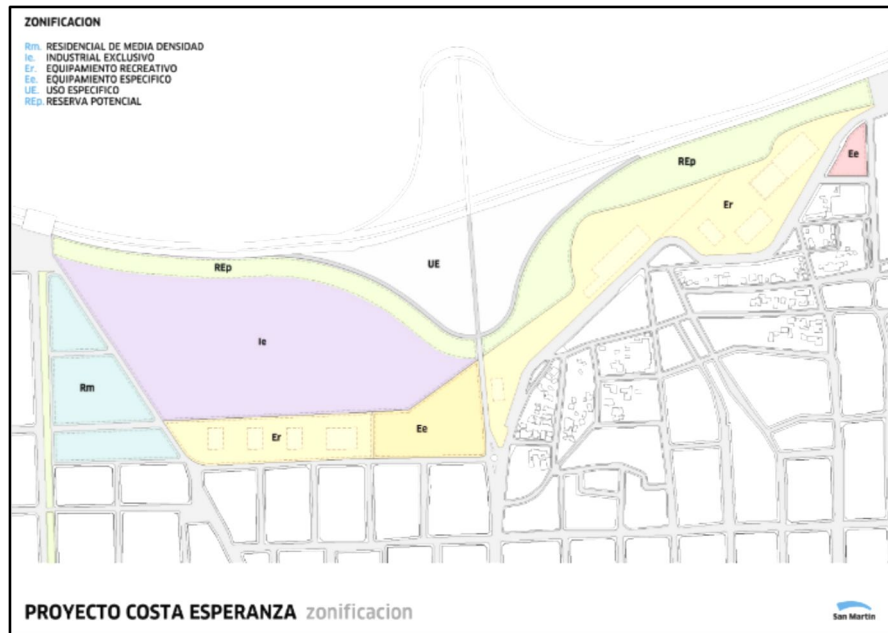 ZONIFICACION
Rm. RESIDENCIAL DE MEDIA DENSIDAD
Ie. INDUSTRIAL EXCLUSIVO
Er. EQUIPAMIENTO RECREATIVO
Ee. EQUIPAMIENTO ESPECIFICO
UE. USO ESPECIFICO
REp. RESERVA POTENCIAL
Ee
REp
Er
UE
REp
Ie
Rm
Ee
Er
PROYECTO COSTA ESPERANZA zonificacion
San Martín